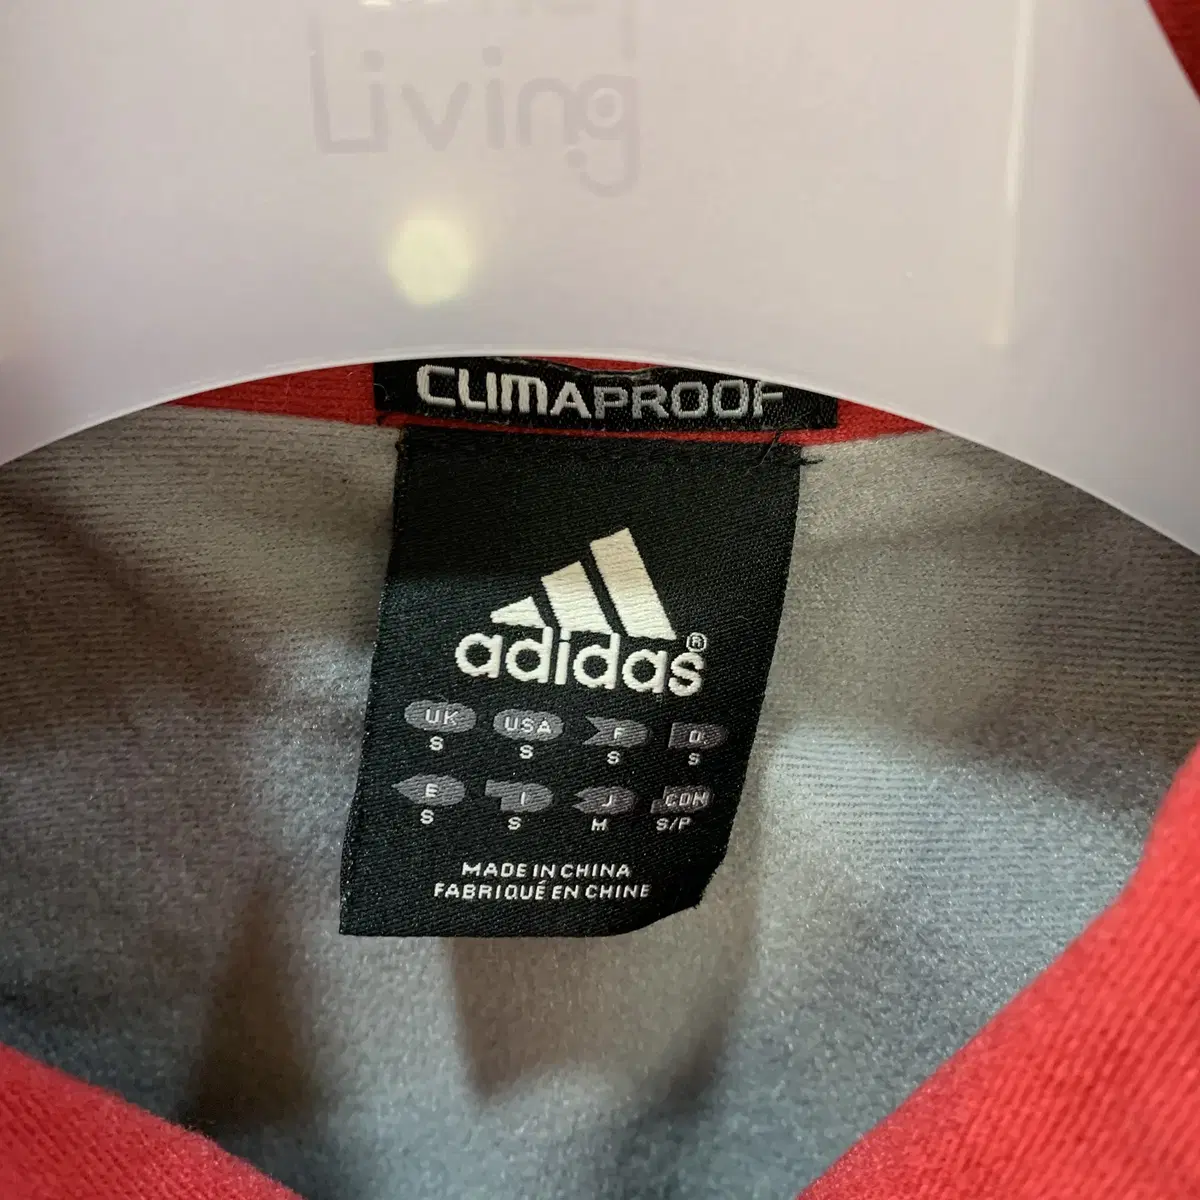 Living
CLIMAPROOF
adidas®
UK USA F D
S S S S
E I J CDN
S S M S/P
MADE IN CHINA
FABRIQUÉ EN CHINE